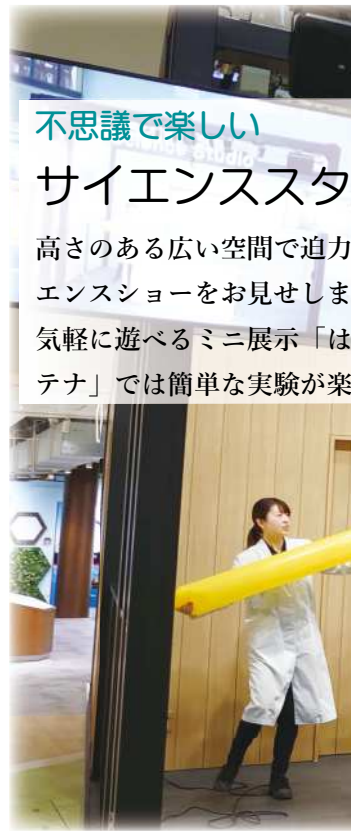 不思議で楽しい
サイエンススタ
高さのある広い空間で迫力
エンスショーをお見せしま
気軽に遊べるミニ展示「は
テナ」では簡単な実験が楽